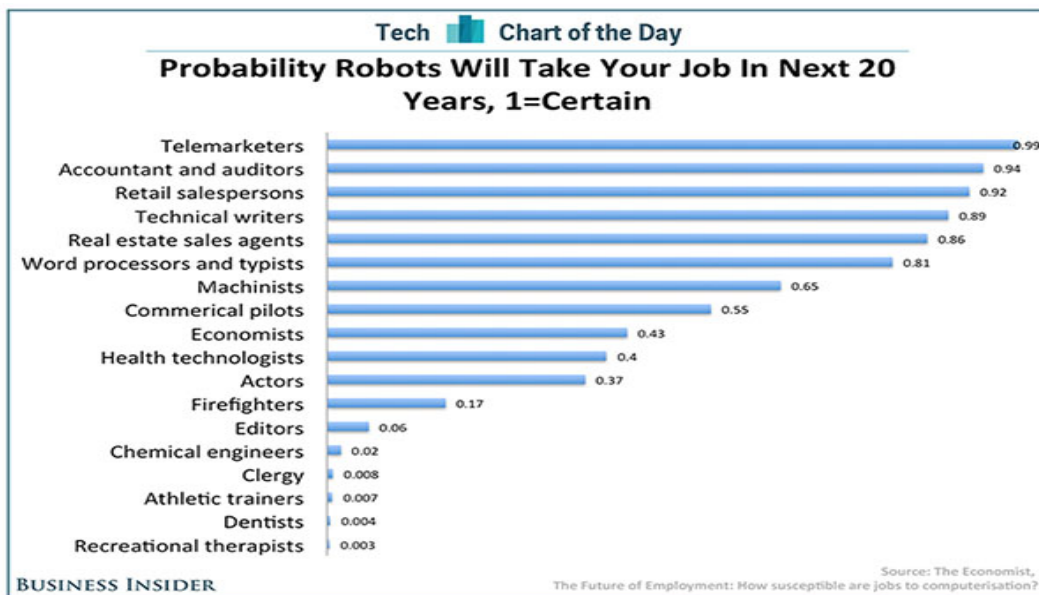 Tech Chart of the Day
Probability Robots Will Take Your Job In Next 20
Years, 1=Certain
Telemarketers 0.99
Accountant and auditors 0.94
Retail salespersons 0.92
Technical writers 0.89
Real estate sales agents 0.86
Word processors and typists 0.81
Machinists 0.65
Commerical pilots 0.55
Economists 0.43
Health technologists 0.4
Actors 0.37
Firefighters 0.17
Editors 0.06
Chemical engineers 0.02
Clergy 0.008
Athletic trainers 0.007
Dentists 0.004
Recreational therapists 0.003
BUSINESS INSIDER
Source: The Economist,
The Future of Employment: How susceptible are jobs to computerisation?